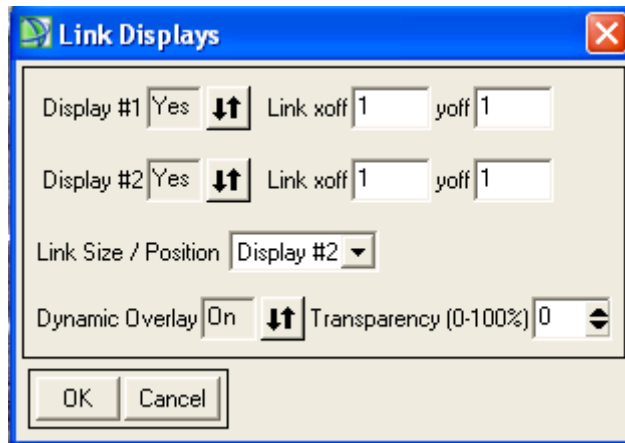 Link Displays
Display #1 Yes Link xoff 1 yoff 1
Display #2 Yes Link xoff 1 yoff 1
Link Size / Position Display #2
Dynamic Overlay On Transparency (0-100%) 0
OK Cancel